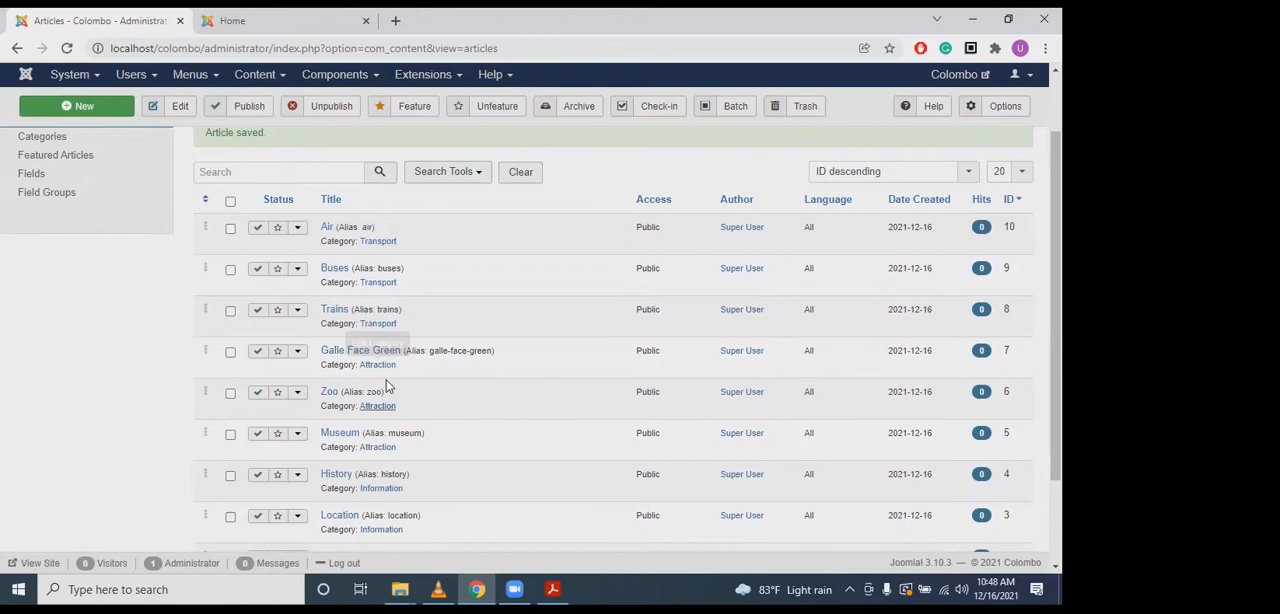 Articles - Colombo - Administrat
Home
localhost/colombo/administrator/index.php?option=com_content&view=articles
U
System Users Menus Content Components Extensions Help Colombo
New Edit Publish Unpublish Feature Unfeature Archive Check-in Batch Trash Help Options
Categories
Featured Articles
Fields
Field Groups
Article saved.
Search Search Tools Clear ID descending 20
Status Title Access Author Language Date Created Hits ID
Air (Alias: air) Public Super User All 2021-12-16 0 10
Category: Transport
Buses (Alias: buses) Public Super User All 2021-12-16 0 9
Category: Transport
Trains (Alias: trains) Public Super User All 2021-12-16 0 8
Category: Transport
Galle Face Green (Alias: galle-face-green) Public Super User All 2021-12-16 0 7
Category: Attraction
Zoo (Alias: zoo) Public Super User All 2021-12-16 0 6
Category: Attraction
Museum (Alias: museum) Public Super User All 2021-12-16 0 5
Category: Attraction
History (Alias: history) Public Super User All 2021-12-16 0 4
Category: Information
Location (Alias: location) Public Super User All 2021-12-16 0 3
Category: Information
View Site 0 Visitors 1 Administrator 0 Messages Log out Joomla! 3.10.3 — © 2021 Colombo
Type here to search 83°F Light rain 10:48 AM
12/16/2021